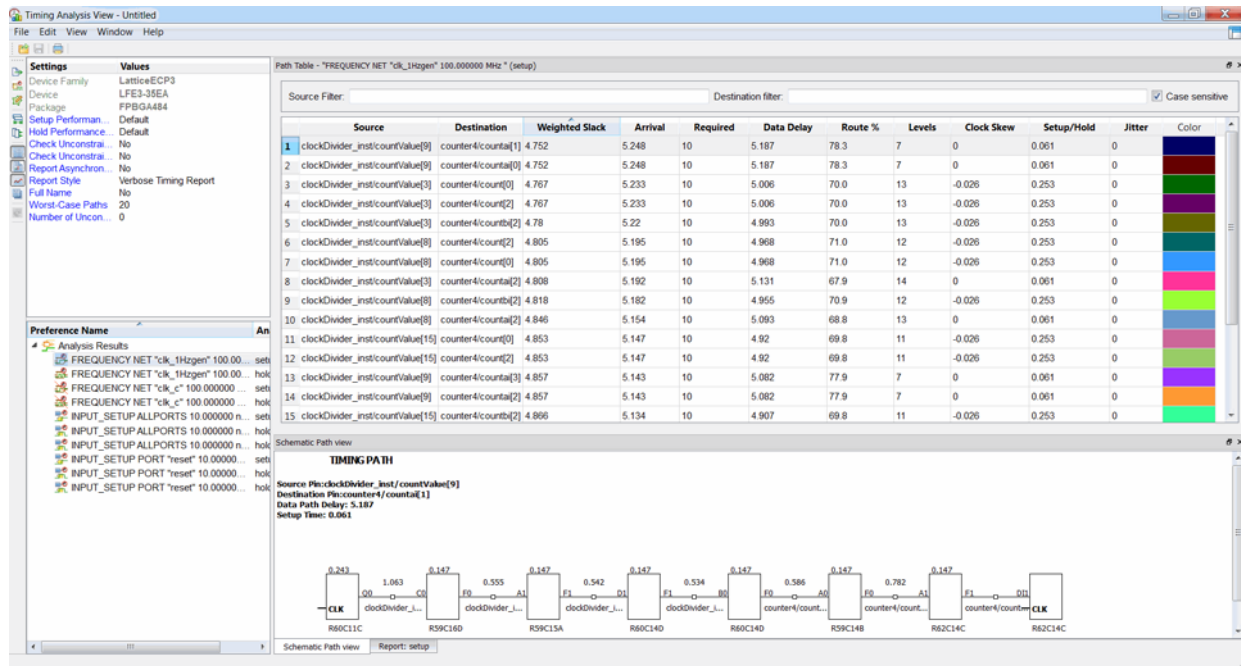 Timing Analysis View - Untitled
File Edit View Window Help
Settings Values
Device Family LatticeECP3
Device LFE3-35EA
Package FPBGA484
Setup Performan... Default
Hold Performance... Default
Check Unconstrai... No
Check Unconstrai... No
Report Asynchron... No
Report Style Verbose Timing Report
Full Name No
Worst-Case Paths 20
Number of Uncon... 0
Preference Name An
Analysis Results
FREQUENCY NET "clk_1Hzgen" 100.00... setu
FREQUENCY NET "clk_1Hzgen" 100.00... hold
FREQUENCY NET "clk_c" 100.000000 ... setu
FREQUENCY NET "clk_c" 100.000000 ... hold
INPUT_SETUP ALLPORTS 10.000000 n... setu
INPUT_SETUP ALLPORTS 10.000000 n... hold
INPUT_SETUP ALLPORTS 10.000000 n... hold
INPUT_SETUP PORT "reset" 10.00000... setu
INPUT_SETUP PORT "reset" 10.00000... hold
INPUT_SETUP PORT "reset" 10.00000... hold
Path Table - "FREQUENCY NET "clk_1Hzgen" 100.000000 MHz " (setup)
Source Filter: Destination filter: Case sensitive
Source Destination Weighted Slack Arrival Required Data Delay Route % Levels Clock Skew Setup/Hold Jitter Color
1 clockDivider_inst/countValue[9] counter4/countai[1] 4.752 5.248 10 5.187 78.3 7 0 0.061 0
2 clockDivider_inst/countValue[9] counter4/countai[0] 4.752 5.248 10 5.187 78.3 7 0 0.061 0
3 clockDivider_inst/countValue[3] counter4/count[0] 4.767 5.233 10 5.006 70.0 13 -0.026 0.253 0
4 clockDivider_inst/countValue[3] counter4/count[2] 4.767 5.233 10 5.006 70.0 13 -0.026 0.253 0
5 clockDivider_inst/countValue[3] counter4/countbi[2] 4.78 5.22 10 4.993 70.0 13 -0.026 0.253 0
6 clockDivider_inst/countValue[8] counter4/count[2] 4.805 5.195 10 4.968 71.0 12 -0.026 0.253 0
7 clockDivider_inst/countValue[8] counter4/count[0] 4.805 5.195 10 4.968 71.0 12 -0.026 0.253 0
8 clockDivider_inst/countValue[3] counter4/countai[2] 4.808 5.192 10 5.131 67.9 14 0 0.061 0
9 clockDivider_inst/countValue[8] counter4/countbi[2] 4.818 5.182 10 4.955 70.9 12 -0.026 0.253 0
10 clockDivider_inst/countValue[8] counter4/countai[2] 4.846 5.154 10 5.093 68.8 13 0 0.061 0
11 clockDivider_inst/countValue[15] counter4/count[0] 4.853 5.147 10 4.92 69.8 11 -0.026 0.253 0
12 clockDivider_inst/countValue[15] counter4/count[2] 4.853 5.147 10 4.92 69.8 11 -0.026 0.253 0
13 clockDivider_inst/countValue[9] counter4/countai[3] 4.857 5.143 10 5.082 77.9 7 0 0.061 0
14 clockDivider_inst/countValue[9] counter4/countai[2] 4.857 5.143 10 5.082 77.9 7 0 0.061 0
15 clockDivider_inst/countValue[15] counter4/countbi[2] 4.866 5.134 10 4.907 69.8 11 -0.026 0.253 0
Schematic Path view
TIMING PATH
Source Pin:clockDivider_inst/countValue[9]
Destination Pin:counter4/countai[1]
Data Path Delay: 5.187
Setup Time: 0.061
0.243 0.147 0.147 0.147 0.147 0.147 0.147
1.063 0.555 0.542 0.534 0.586 0.782
Q0 C0 F0 A1 F1 D1 F1 B0 F0 A0 F0 A1 F1 DI1
CLK clockDivider_i... clockDivider_i... clockDivider_i... clockDivider_i... counter4/count... counter4/count... counter4/count... CLK
R60C11C R59C16D R59C15A R60C14D R60C14D R59C14B R62C14C R62C14C
Schematic Path view Report: setup